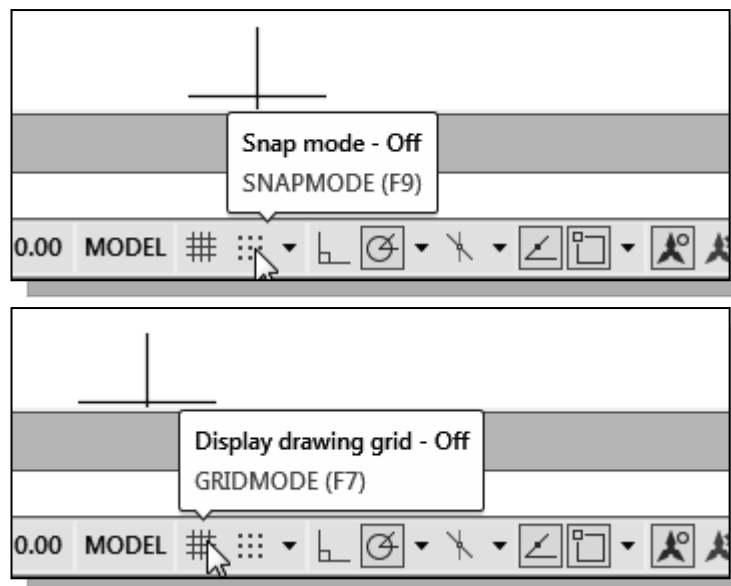 Snap mode - Off
SNAPMODE (F9)
0.00 MODEL
Display drawing grid - Off
GRIDMODE (F7)
0.00 MODEL